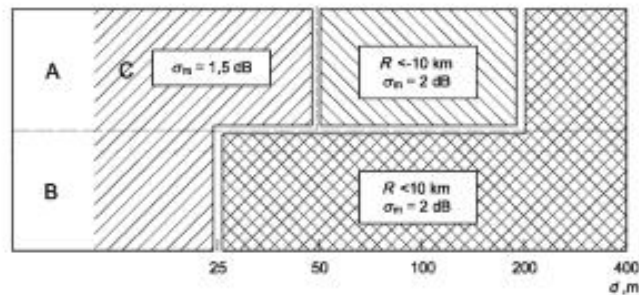 A
C
σm = 1,5 dB
R <-10 km
σm = 2 dB
B
R <10 km
σm = 2 dB
25 50 100 200 400
d ,m